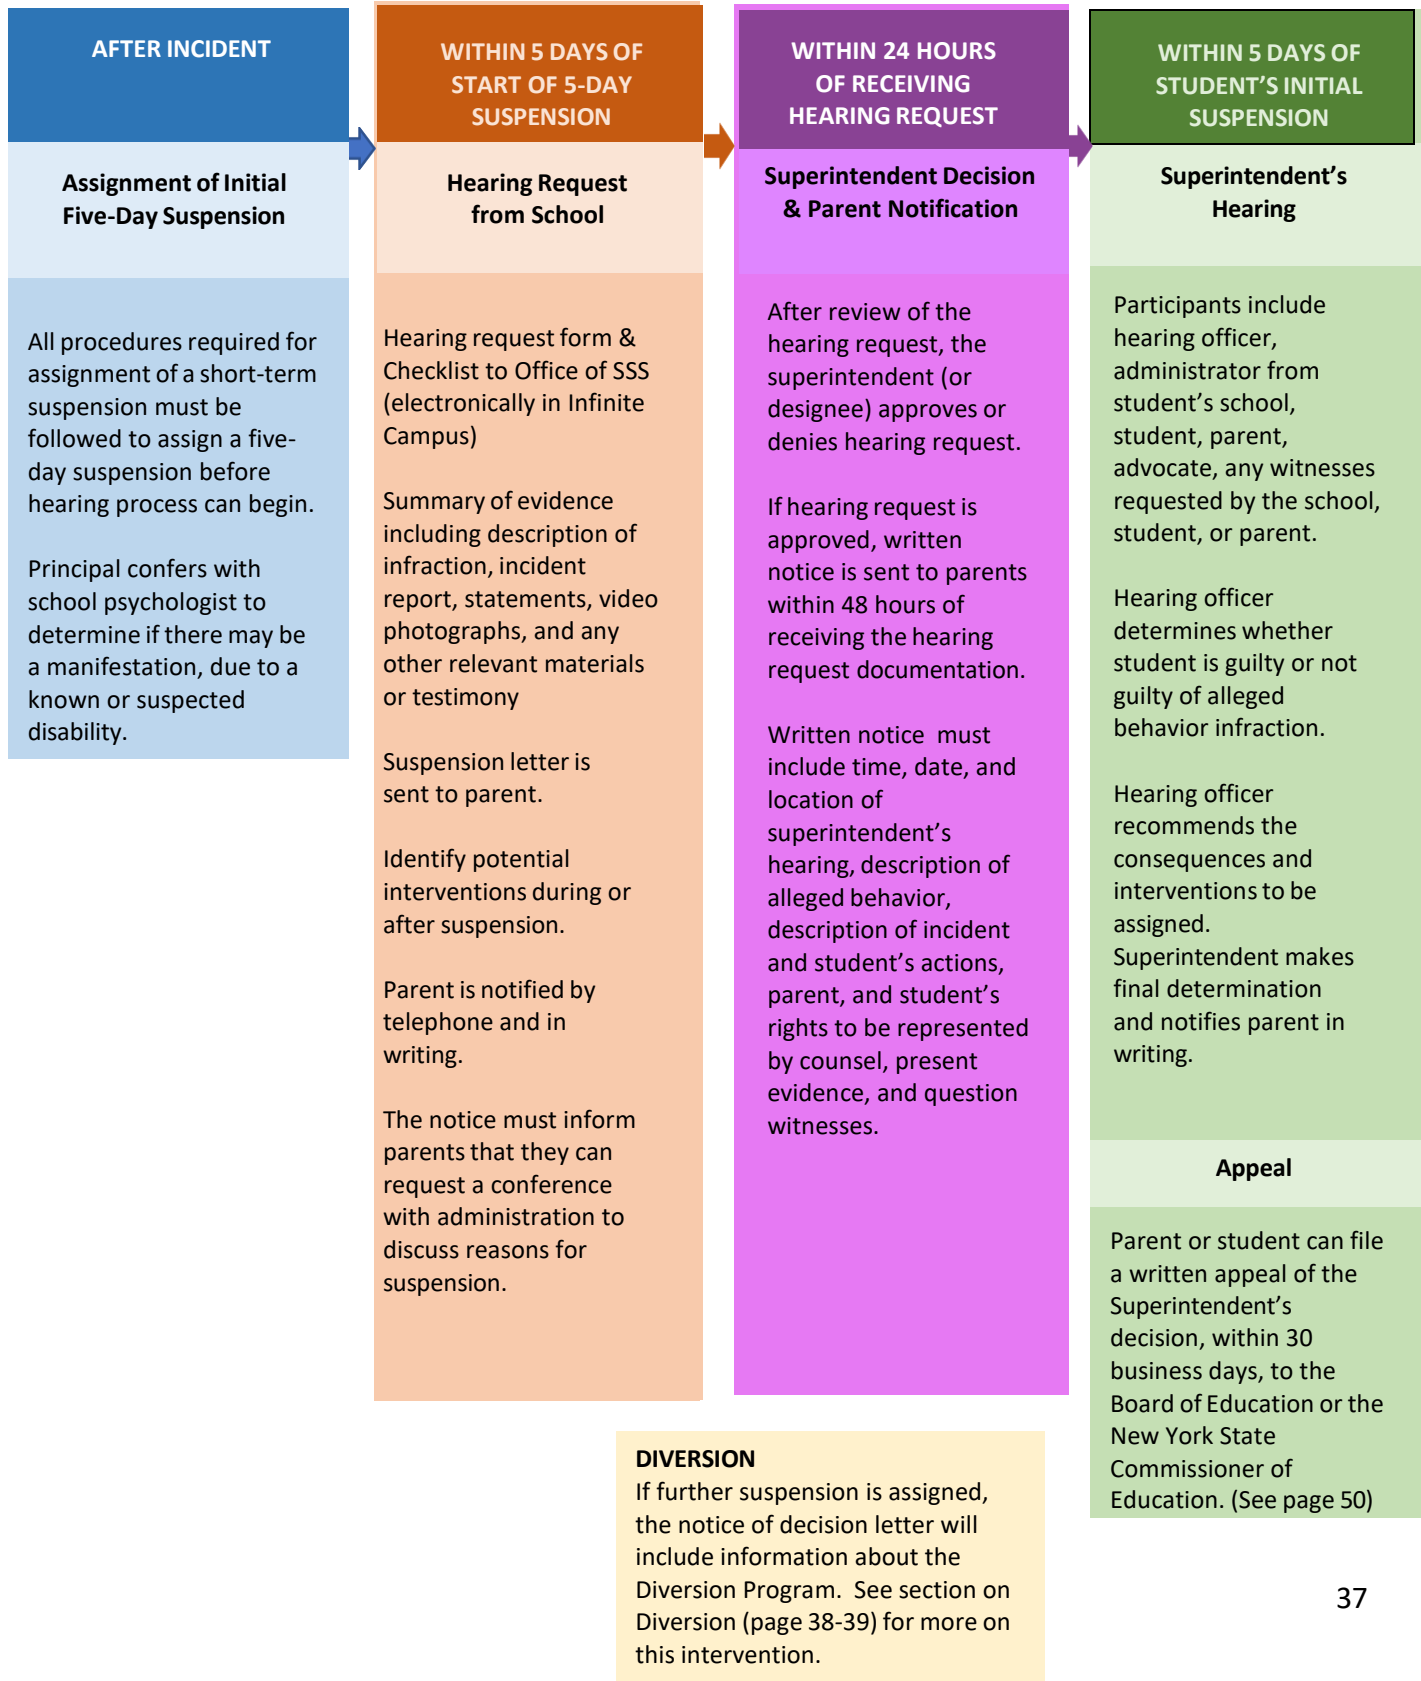 AFTER INCIDENT
Assignment of Initial
Five-Day Suspension
All procedures required for
assignment of a short-term
suspension must be
followed to assign a five-
day suspension before
hearing process can begin.
Principal confers with
school psychologist to
determine if there may be
a manifestation, due to a
known or suspected
disability.
WITHIN 5 DAYS OF
START OF 5-DAY
SUSPENSION
Hearing Request
from School
Hearing request form &
Checklist to Office of SSS
(electronically in Infinite
Campus)
Summary of evidence
including description of
infraction, incident
report, statements, video
photographs, and any
other relevant materials
or testimony
Suspension letter is
sent to parent.
Identify potential
interventions during or
after suspension.
Parent is notified by
telephone and in
writing.
The notice must inform
parents that they can
request a conference
with administration to
discuss reasons for
suspension.
WITHIN 24 HOURS
OF RECEIVING
HEARING REQUEST
Superintendent Decision
& Parent Notification
After review of the
hearing request, the
superintendent (or
designee) approves or
denies hearing request.
If hearing request is
approved, written
notice is sent to parents
within 48 hours of
receiving the hearing
request documentation.
Written notice must
include time, date, and
location of
superintendent’s
hearing, description of
alleged behavior,
description of incident
and student’s actions,
parent, and student’s
rights to be represented
by counsel, present
evidence, and question
witnesses.
WITHIN 5 DAYS OF
STUDENT’S INITIAL
SUSPENSION
Superintendent’s
Hearing
Participants include
hearing officer,
administrator from
student’s school,
student, parent,
advocate, any witnesses
requested by the school,
student, or parent.
Hearing officer
determines whether
student is guilty or not
guilty of alleged
behavior infraction.
Hearing officer
recommends the
consequences and
interventions to be
assigned.
Superintendent makes
final determination
and notifies parent in
writing.
Appeal
Parent or student can file
a written appeal of the
Superintendent’s
decision, within 30
business days, to the
Board of Education or the
New York State
Commissioner of
Education. (See page 50)
DIVERSION
If further suspension is assigned,
the notice of decision letter will
include information about the
Diversion Program. See section on
Diversion (page 38-39) for more on
this intervention.
37